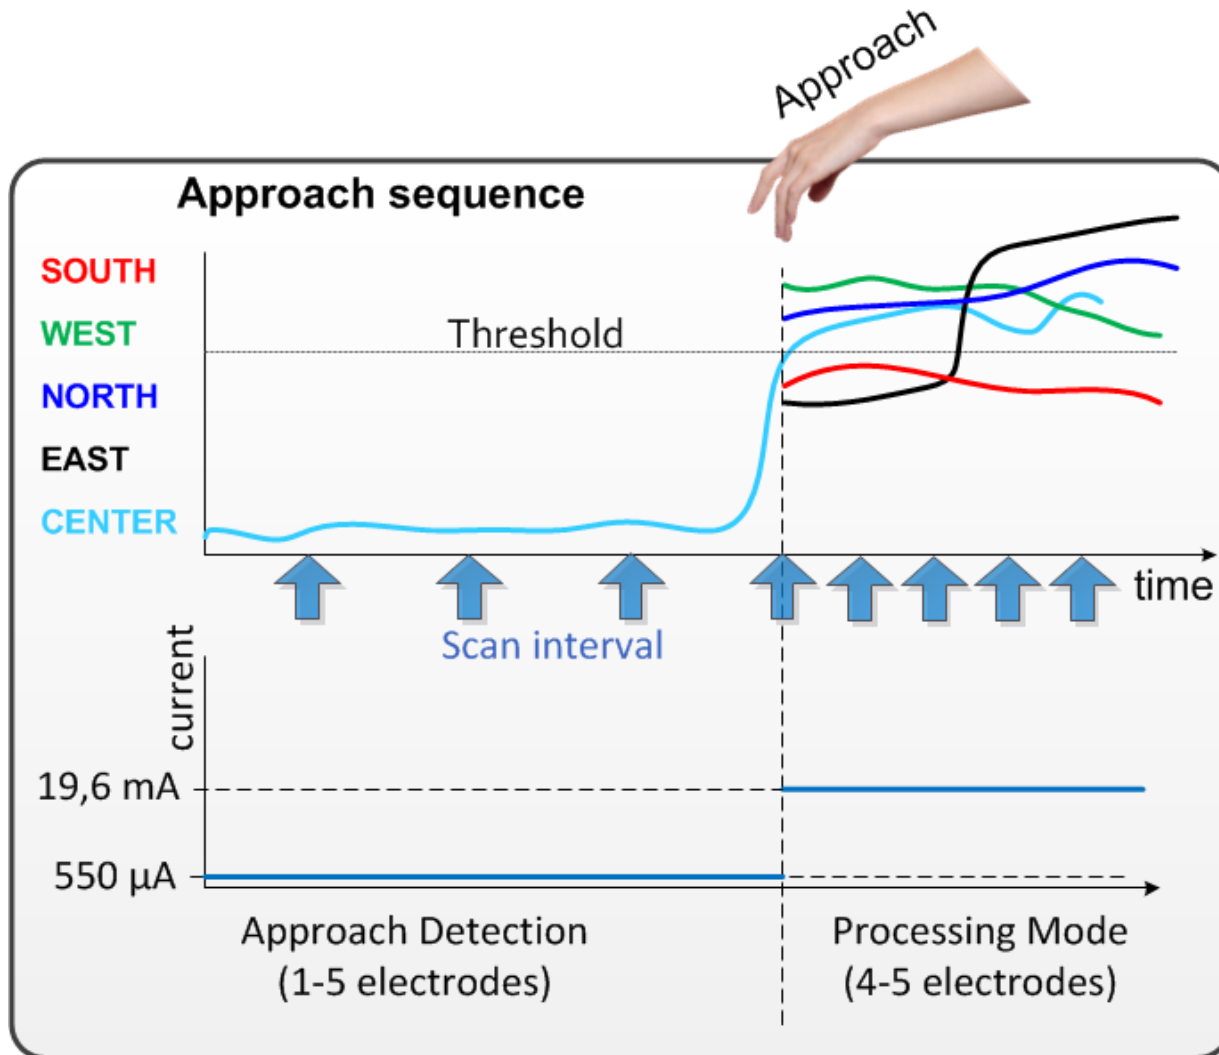 Approach
Approach sequence
SOUTH
WEST
NORTH
EAST
CENTER
Threshold
time
Scan interval
current
19,6 mA
550 µA
Approach Detection
(1-5 electrodes)
Processing Mode
(4-5 electrodes)